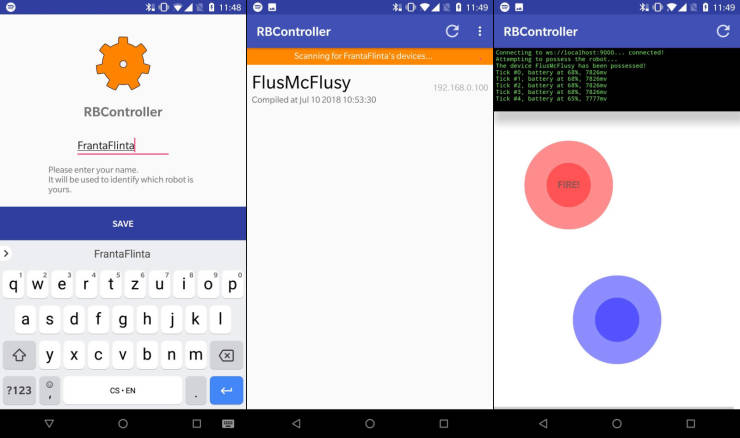 11:48
RBController
FrantaFlinta
Please enter your name.
It will be used to identify which robot is
yours.
SAVE
FrantaFlinta
1 2 3 4 5 6 7 8 9 0
q w e r t z u i o p
a s d f g h j k l
y x c v b n m
?123 , CS • EN .
11:49
RBController
Scanning for FrantaFlinta's devices...
FlusMcFlusy
192.168.0.100
Compiled at Jul 10 2018 10:53:30
11:49
RBController
Connecting to ws://localhost:9000... connected!
Attempting to possess the robot...
The device FlusMcFlusy has been possessed!
Tick #0, battery at 68%, 7826mv
Tick #1, battery at 68%, 7826mv
Tick #2, battery at 68%, 7826mv
Tick #3, battery at 68%, 7826mv
Tick #4, battery at 65%, 7777mv
FIRE!